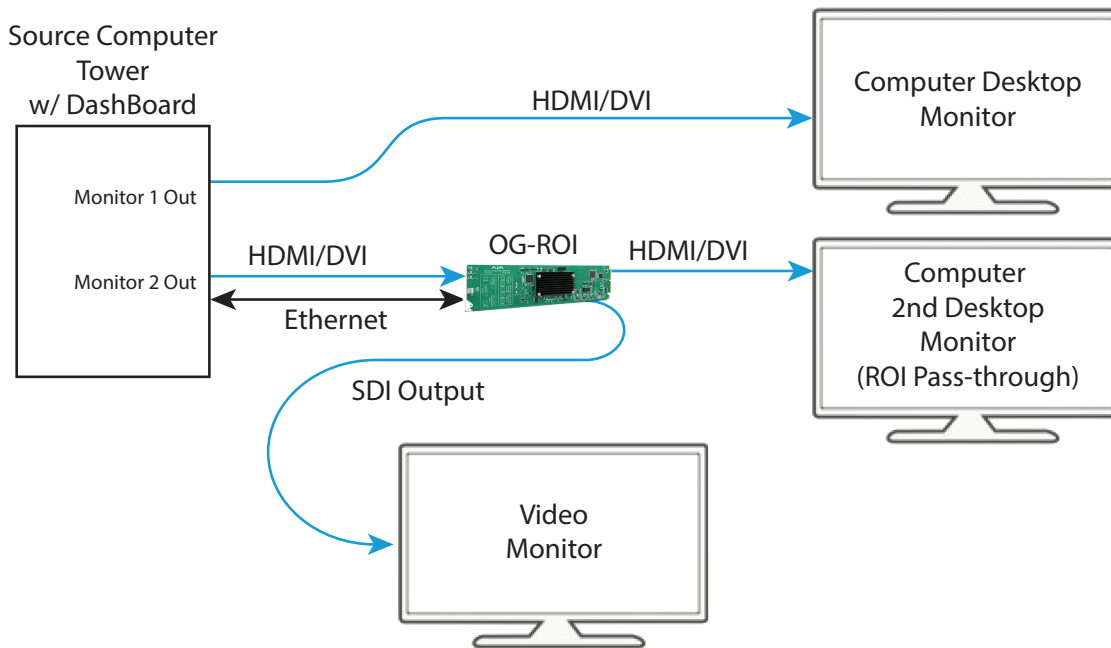 Source Computer
Tower
w/ DashBoard
Monitor 1 Out
Monitor 2 Out
HDMI/DVI
Computer Desktop
Monitor
HDMI/DVI
OG-ROI
HDMI/DVI
Ethernet
AJA
Computer
2nd Desktop
Monitor
(ROI Pass-through)
SDI Output
Video
Monitor